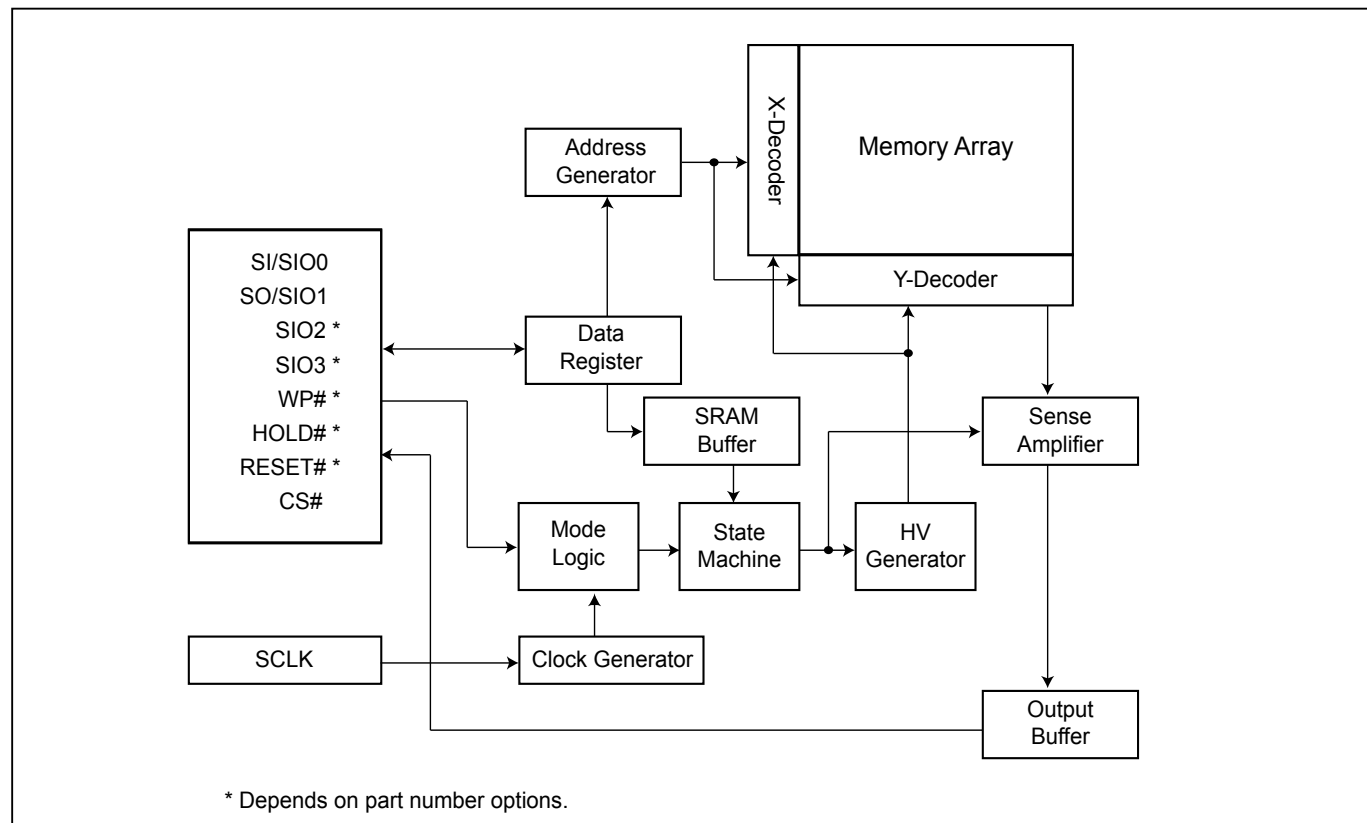 X-Decoder
Memory Array
Address
Generator
Y-Decoder
SI/SIO0
SO/SIO1
SIO2 *
SIO3 *
WP# *
HOLD# *
RESET# *
CS#
Data
Register
SRAM
Buffer
Sense
Amplifier
Mode
Logic
State
Machine
HV
Generator
SCLK
Clock Generator
Output
Buffer
* Depends on part number options.